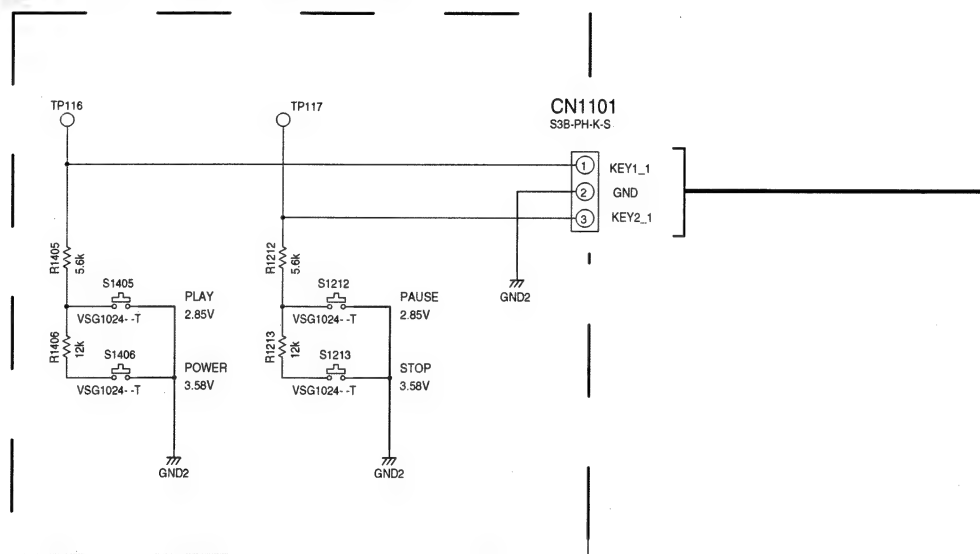 TP116
TP117
CN1101
S3B-PH-K-S
1 KEY1_1
2 GND
3 KEY2_1
R1405
5.6k
R1212
5.6k
S1405
PLAY
VSG1024- -T
2.85V
S1212
PAUSE
VSG1024- -T
2.85V
GND2
R1406
12k
S1406
POWER
VSG1024- -T
3.58V
R1213
12k
S1213
STOP
VSG1024- -T
3.58V
GND2
GND2